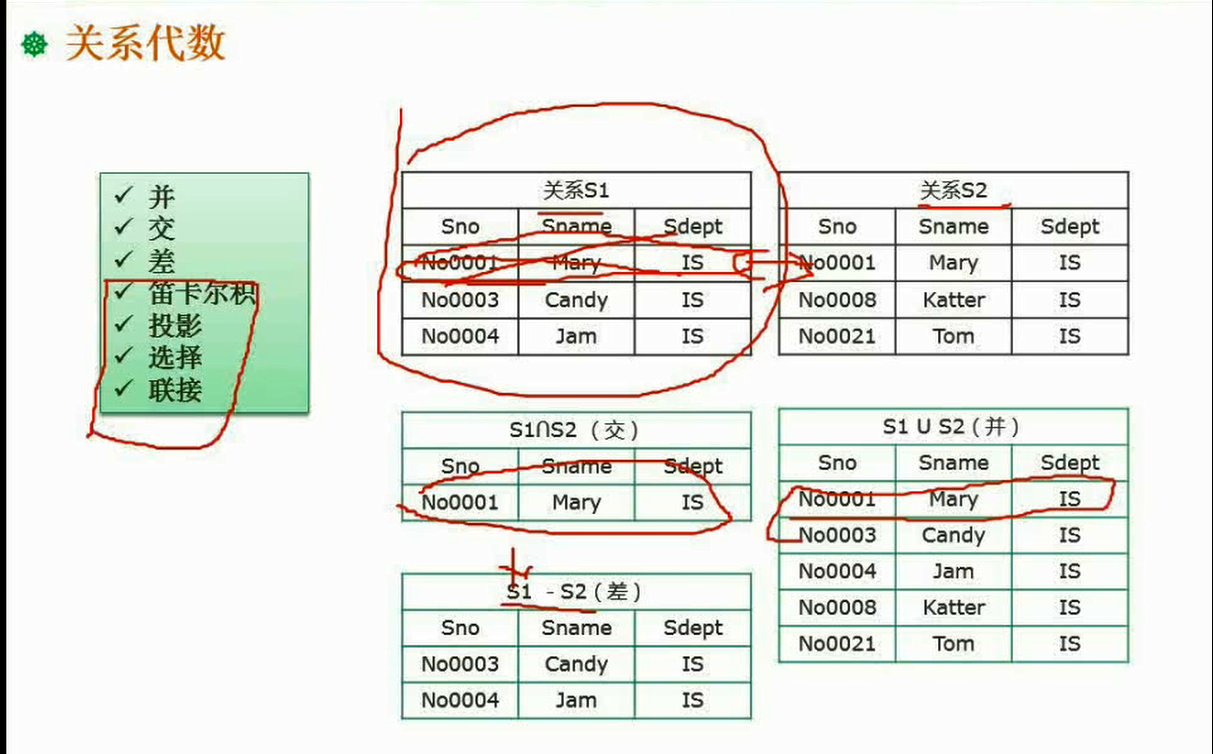 关系代数
✓ 并
✓ 交
✓ 差
✓ 笛卡尔积
✓ 投影
✓ 选择
✓ 联接
关系S1
Sno Sname Sdept
No0001 Mary IS
No0003 Candy IS
No0004 Jam IS
关系S2
Sno Sname Sdept
No0001 Mary IS
No0008 Katter IS
No0021 Tom IS
S1∩S2（交）
Sno Sname Sdept
No0001 Mary IS
S1 U S2（并）
Sno Sname Sdept
No0001 Mary IS
No0003 Candy IS
No0004 Jam IS
No0008 Katter IS
No0021 Tom IS
S1 - S2（差）
Sno Sname Sdept
No0003 Candy IS
No0004 Jam IS